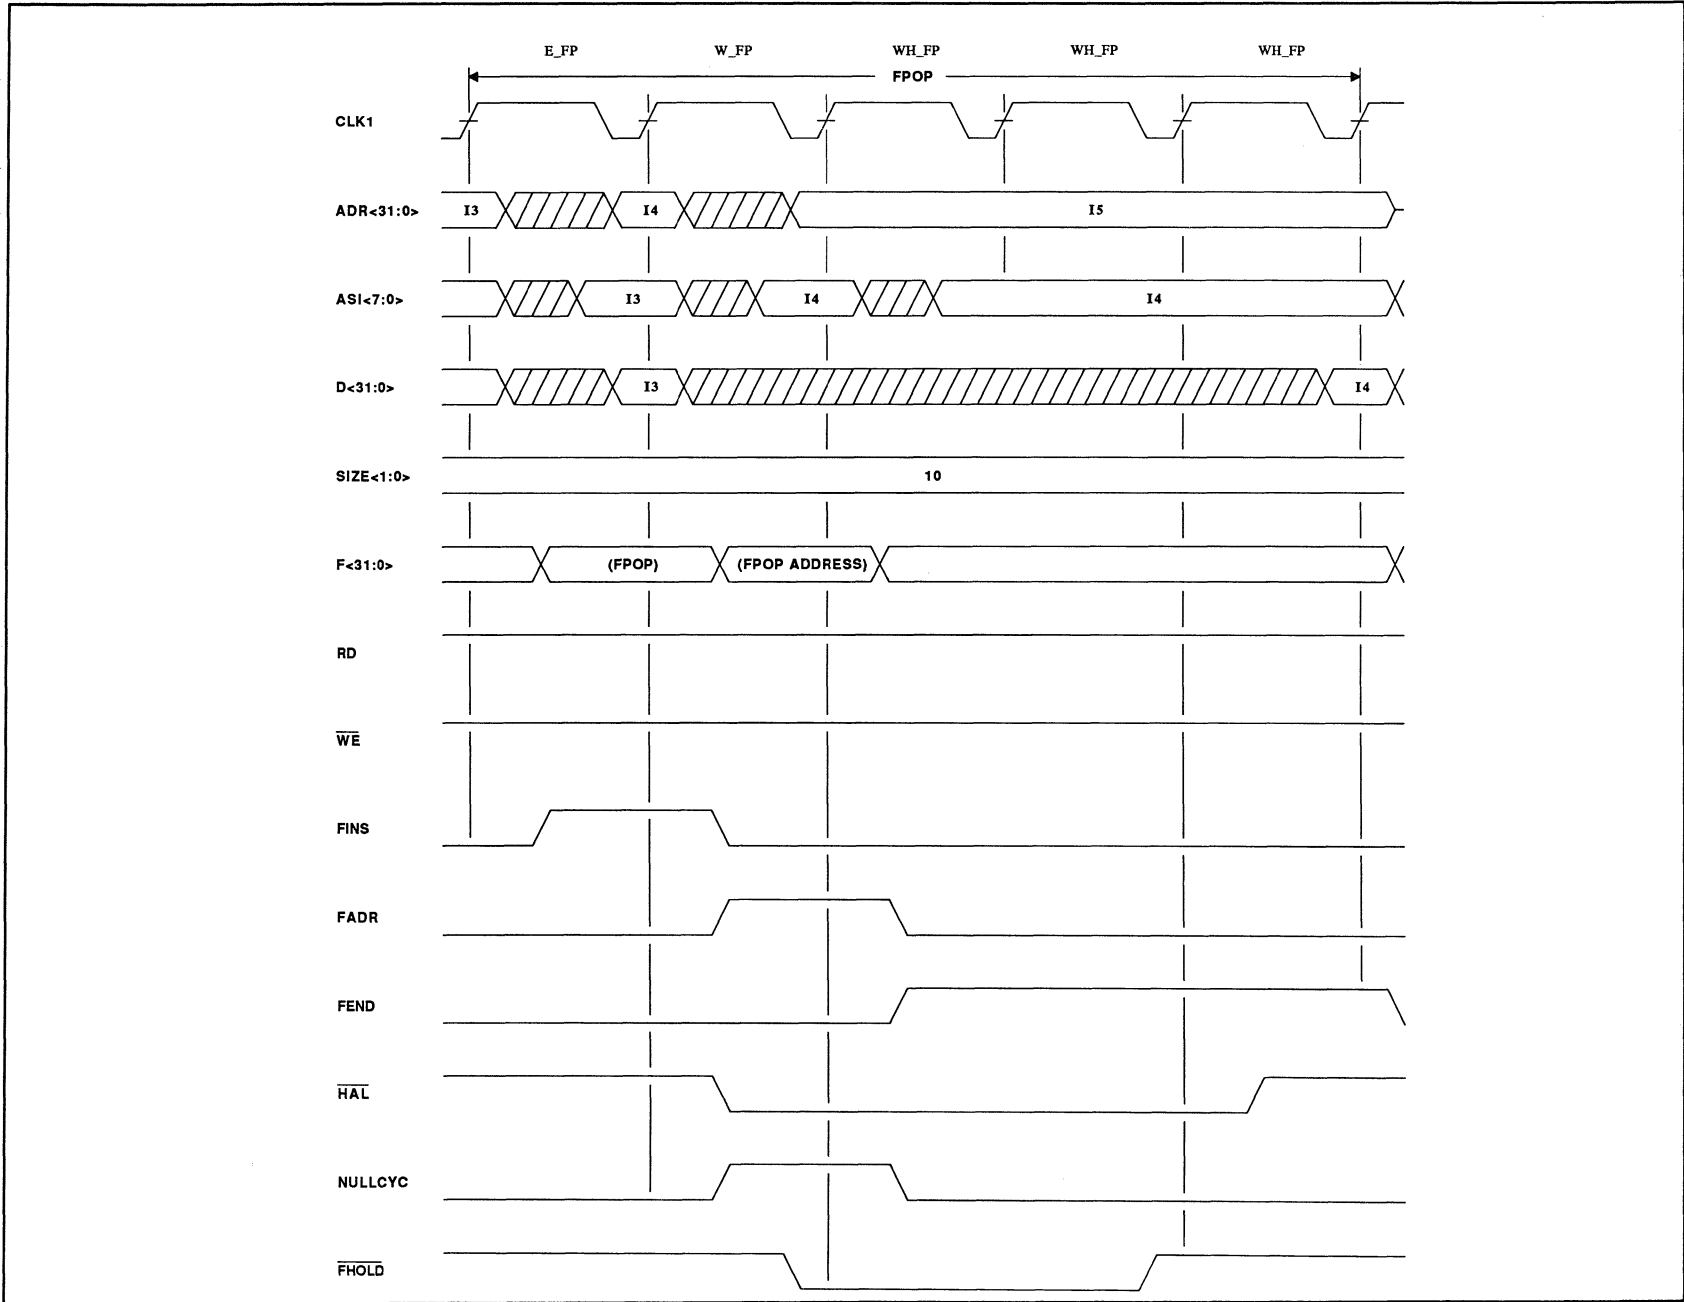 E_FP W_FP WH_FP WH_FP WH_FP
FPOP
CLK1
ADR<31:0> I3 I4 I5
ASI<7:0> I3 I4 I4
D<31:0> I3 I4
SIZE<1:0> 10
F<31:0> (FPOP) (FPOP ADDRESS)
RD
WE
FINS
FADR
FEND
HAL
NULLCYC
FHOLD